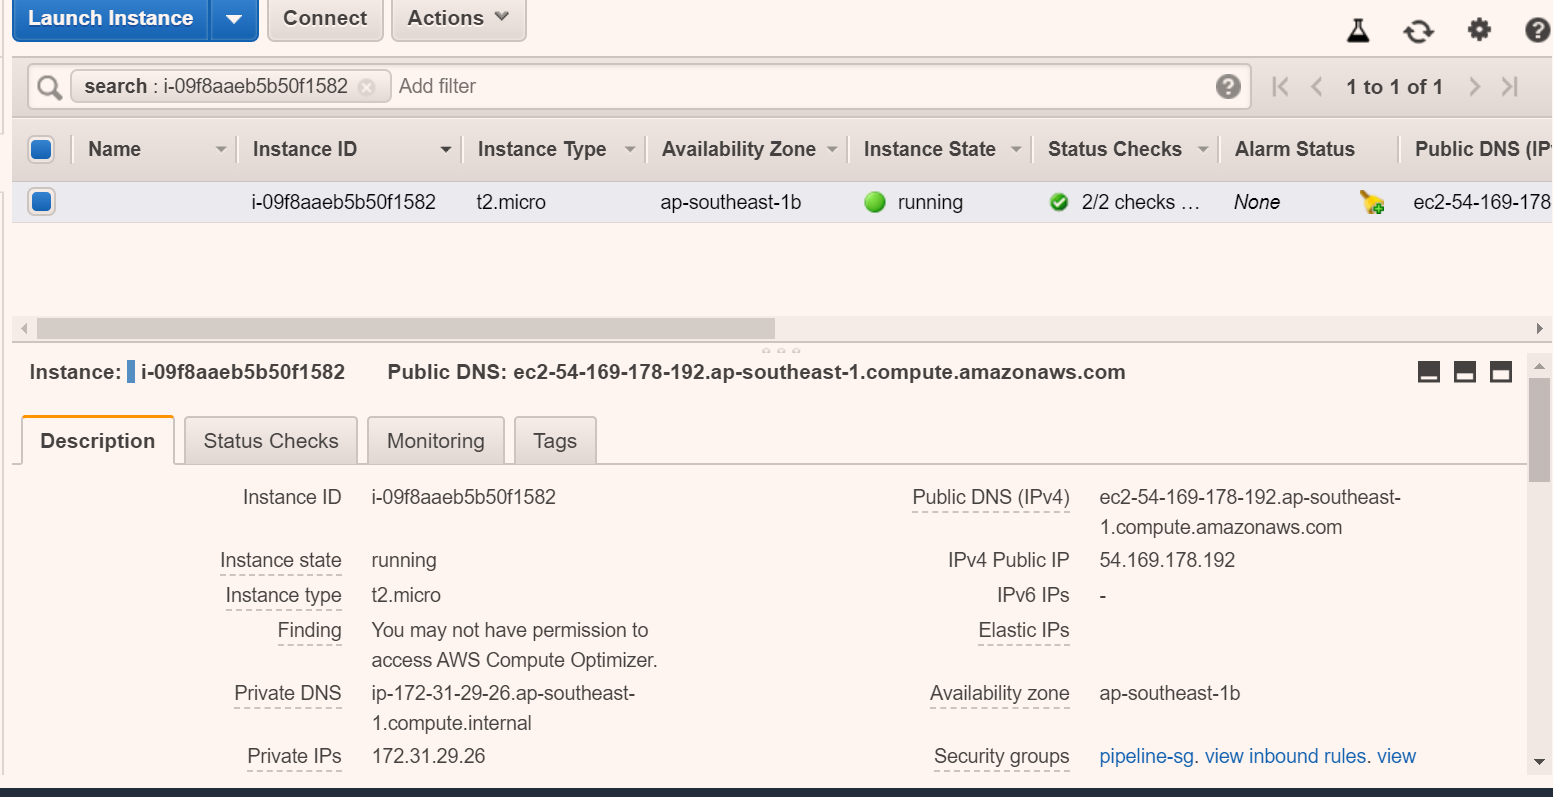 Launch Instance Connect Actions
search : i-09f8aaeb5b50f1582 Add filter 1 to 1 of 1
Name Instance ID Instance Type Availability Zone Instance State Status Checks Alarm Status Public DNS (IP
i-09f8aaeb5b50f1582 t2.micro ap-southeast-1b running 2/2 checks ... None ec2-54-169-178
Instance: i-09f8aaeb5b50f1582 Public DNS: ec2-54-169-178-192.ap-southeast-1.compute.amazonaws.com
Description Status Checks Monitoring Tags
Instance ID i-09f8aaeb5b50f1582
Public DNS (IPv4) ec2-54-169-178-192.ap-southeast-
1.compute.amazonaws.com
Instance state running
IPv4 Public IP 54.169.178.192
Instance type t2.micro
IPv6 IPs -
Finding You may not have permission to
access AWS Compute Optimizer.
Elastic IPs
Private DNS ip-172-31-29-26.ap-southeast-
1.compute.internal
Availability zone ap-southeast-1b
Private IPs 172.31.29.26
Security groups pipeline-sg. view inbound rules. view